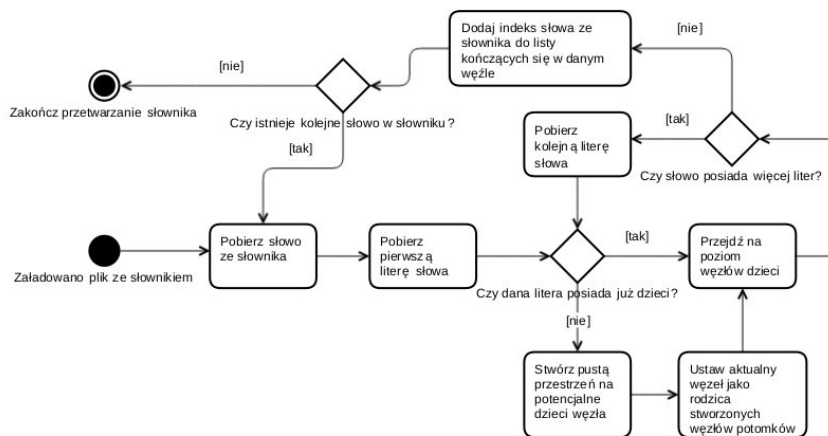 Dodaj indeks słowa ze
słownika do listy
kończących się w danym
węźle
[nie]
[nie]
Zakończ przetwarzanie słownika
Czy istnieje kolejne słowo w słowniku?
[tak]
Pobierz
kolejną literę
słowa
[tak]
Czy słowo posiada więcej liter?
Załadowano plik ze słownikiem
Pobierz słowo
ze słownika
Pobierz
pierwszą
literę słowa
Czy dana litera posiada już dzieci?
[tak]
Przejdź na
poziom
węzłów dzieci
[nie]
Stwórz pustą
przestrzeń na
potencjalne
dzieci węzła
Ustaw aktualny
węzeł jako
rodzica
stworzonych
węzłów potomków